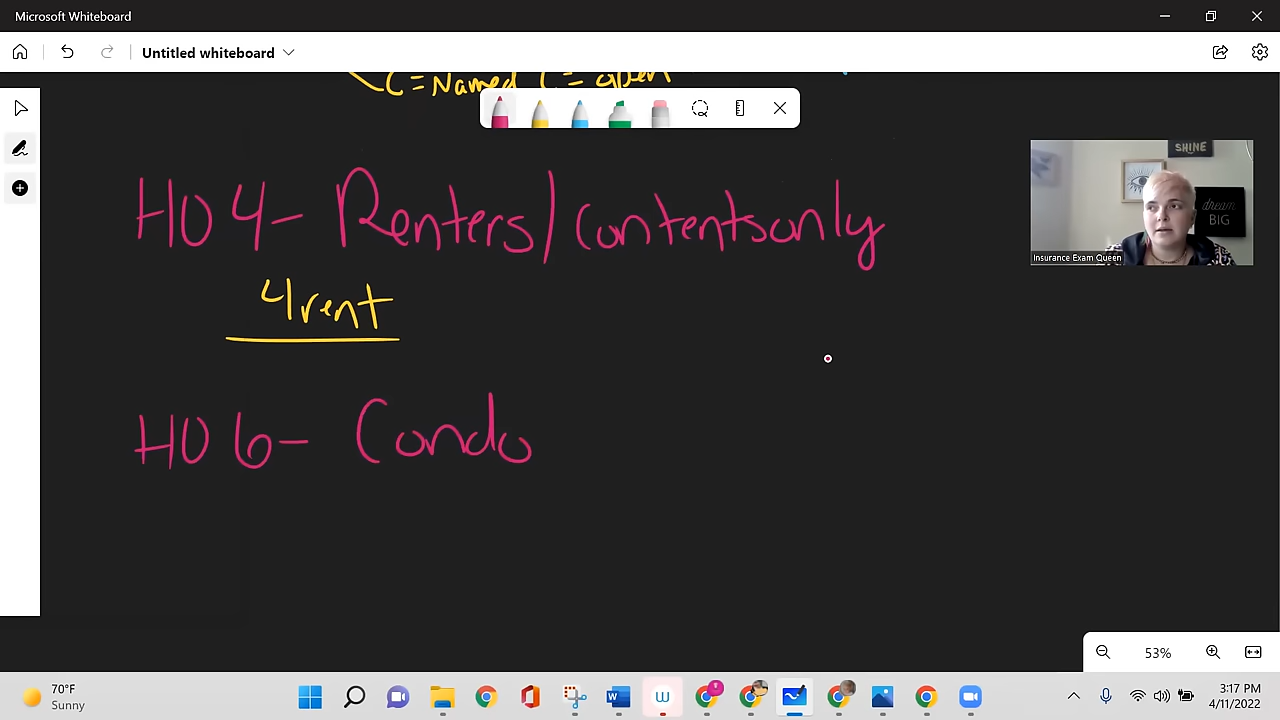 Microsoft Whiteboard
Untitled whiteboard
C = Named C = open
HO4- Renters/contentsonly
SHINE
dream
BIG
Insurance Exam Queen
4rent
HO6- Condo
53%
70°F
Sunny
3:17 PM
4/11/2022